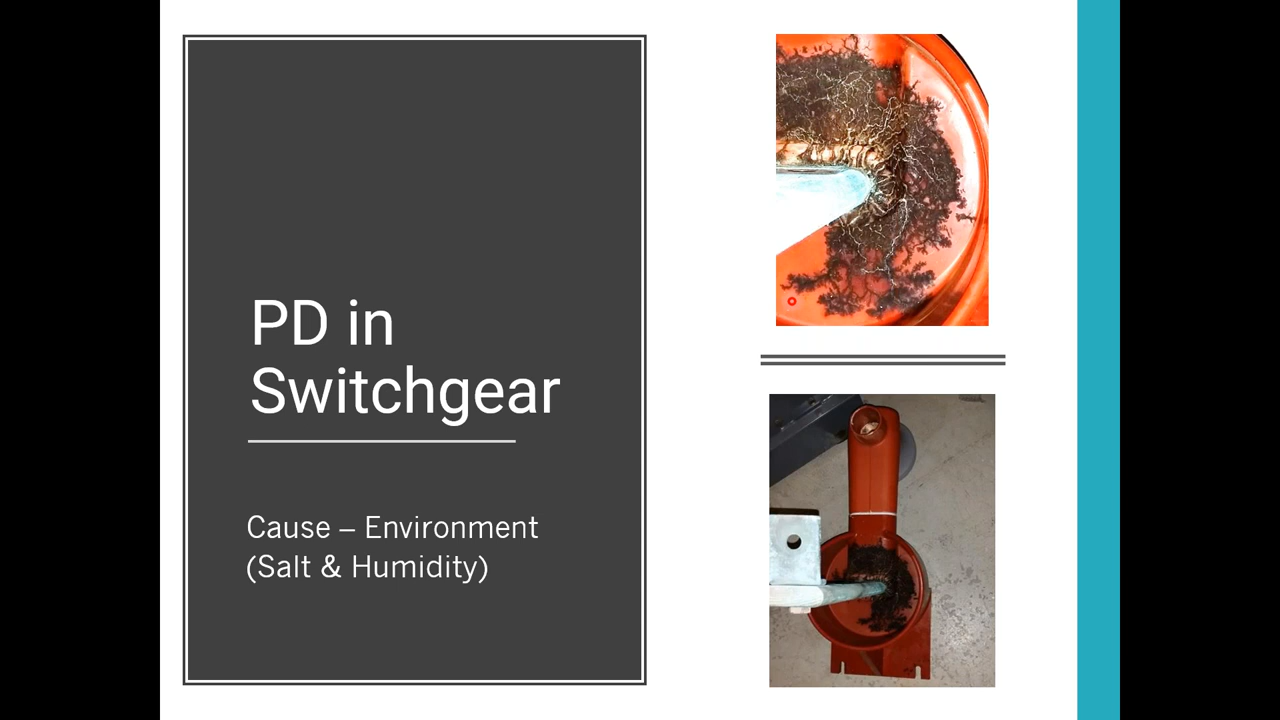 PD in
Switchgear
Cause – Environment
(Salt & Humidity)